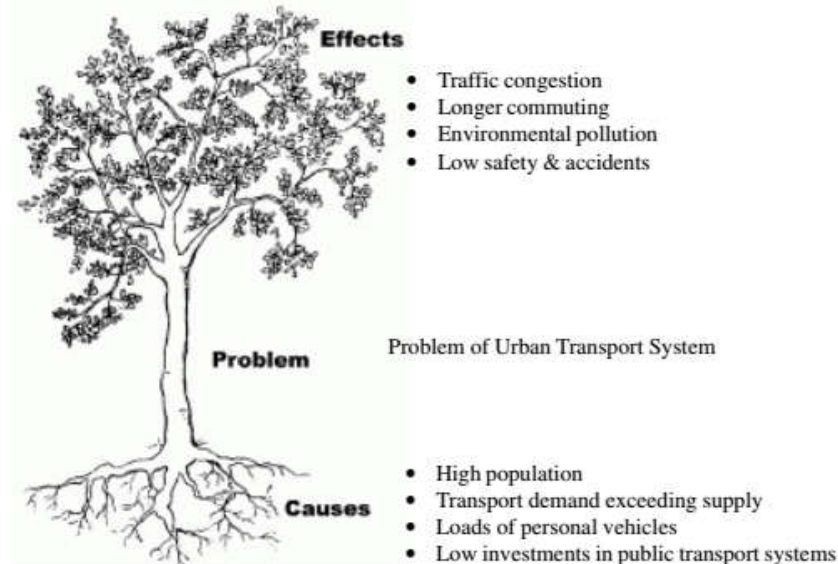 Effects
• Traffic congestion
• Longer commuting
• Environmental pollution
• Low safety & accidents
Problem
Problem of Urban Transport System
Causes
• High population
• Transport demand exceeding supply
• Loads of personal vehicles
• Low investments in public transport systems